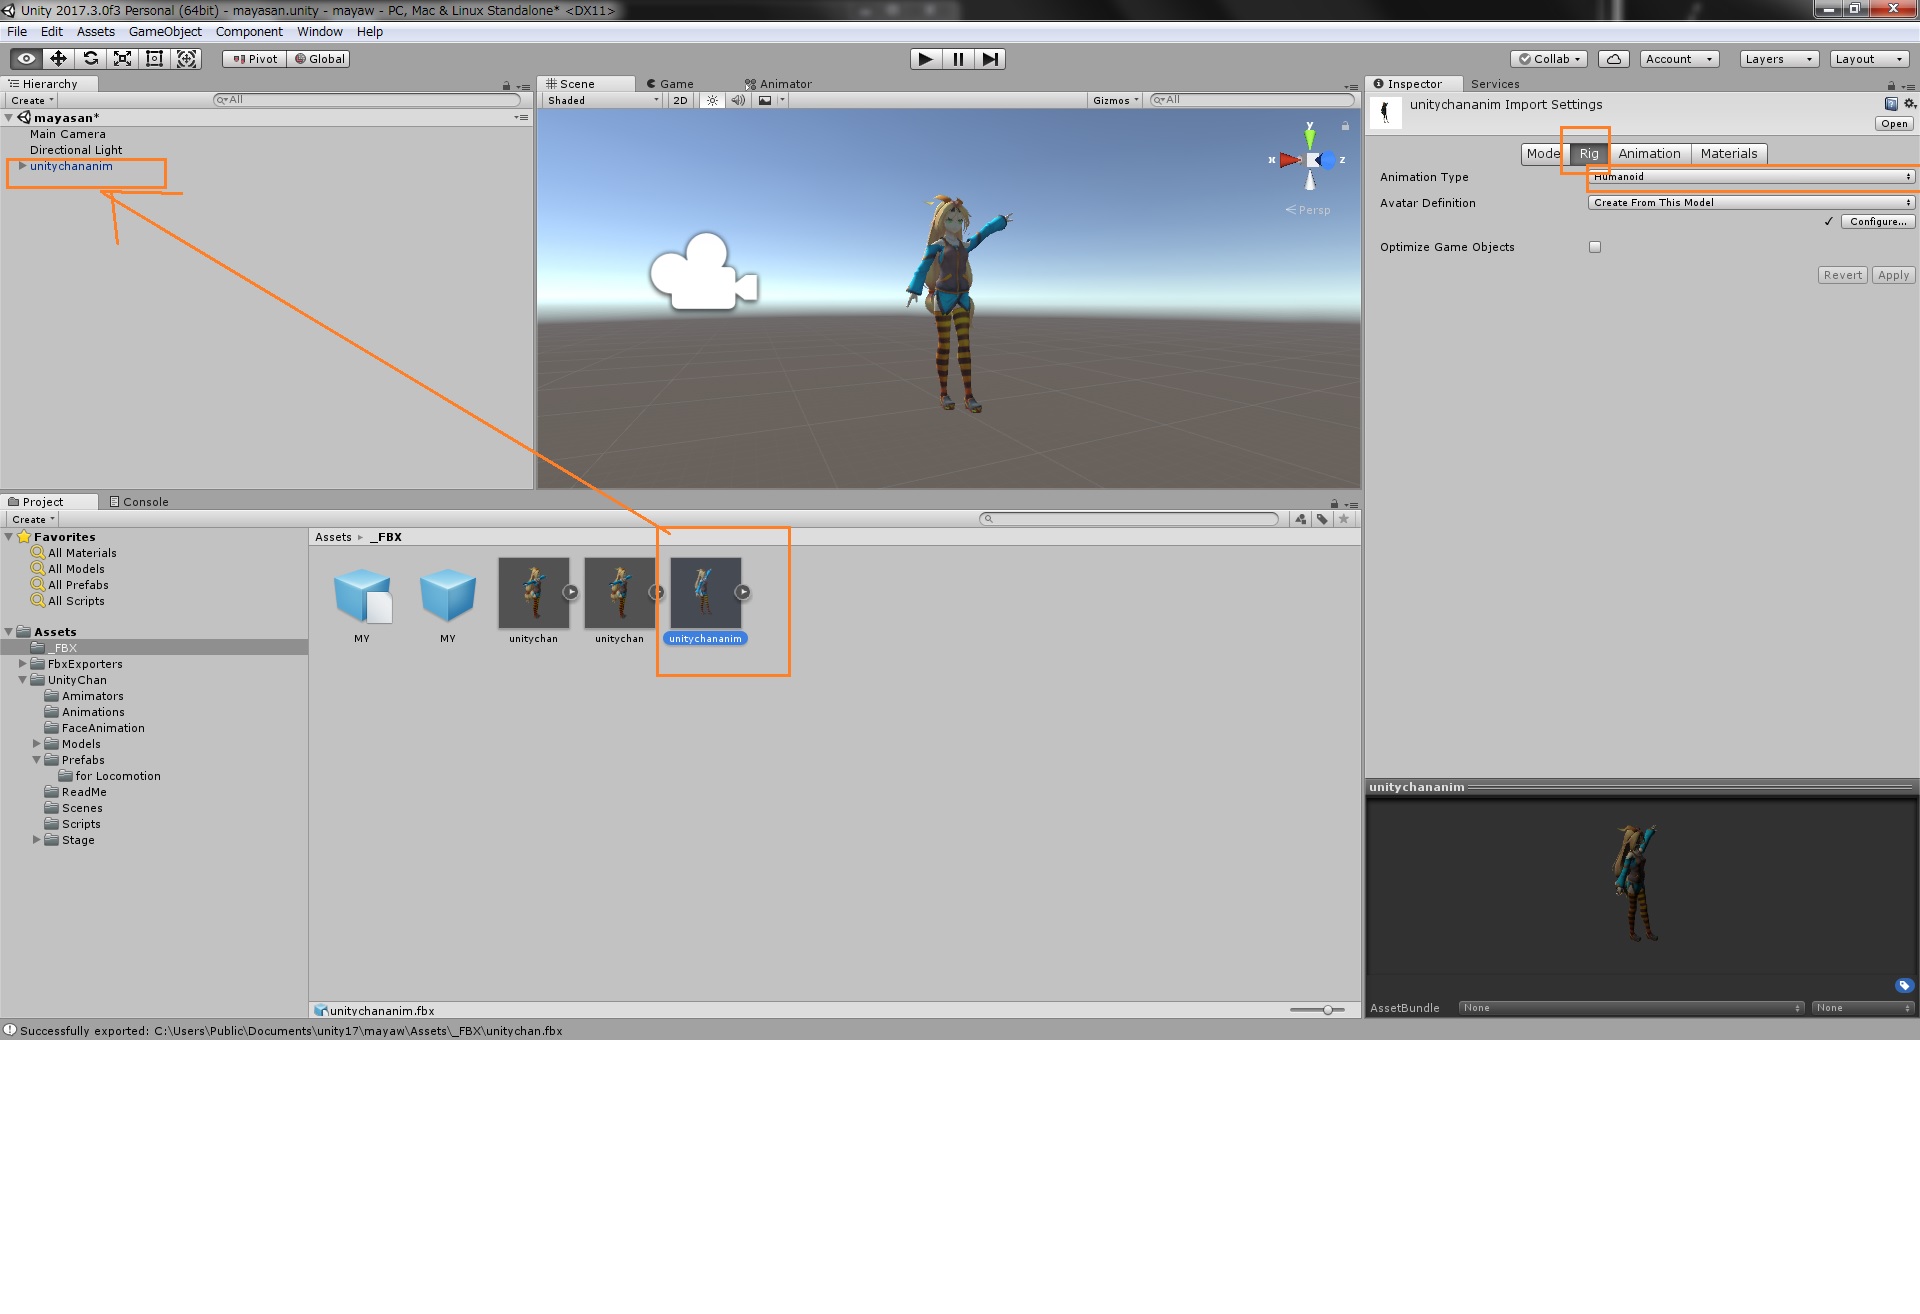 Unity 2017.3.0f3 Personal (64bit) - mayasan.unity - mayaw - PC, Mac & Linux Standalone* <DX11>
File Edit Assets GameObject Component Window Help
Pivot Global Collab Account Layers Layout
Hierarchy
Create All
mayasan*
Main Camera
Directional Light
unitychananim
Scene Game Animator
Shaded 2D Gizmos All
y
x z
Persp
Inspector Services
unitychananim Import Settings
Open
Mode Rig Animation Materials
Animation Type Humanoid
Avatar Definition Create From This Model
Configure...
Optimize Game Objects
Revert Apply
Project Console
Create
Favorites
All Materials
All Models
All Prefabs
All Scripts
Assets
_FBX
FbxExporters
UnityChan
Amimators
Animations
FaceAnimation
Models
Prefabs
for Locomotion
ReadMe
Scenes
Scripts
Stage
Assets _FBX
MY MY unitychan unitychan unitychananim
unitychananim.fbx
unitychananim
AssetBundle None None
Successfully exported: C:\Users\Public\Documents\unity17\mayaw\Assets\_FBX\unitychan.fbx